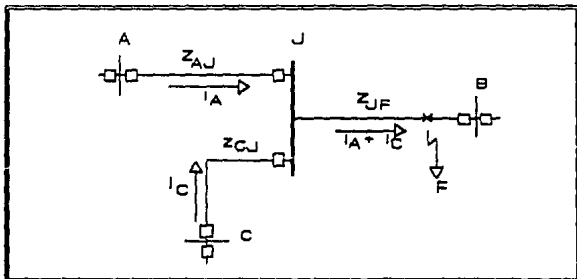 A
J
Z_AJ
I_A
B
Z_JF
I_A + I_C
Z_CJ
I_C
F
C